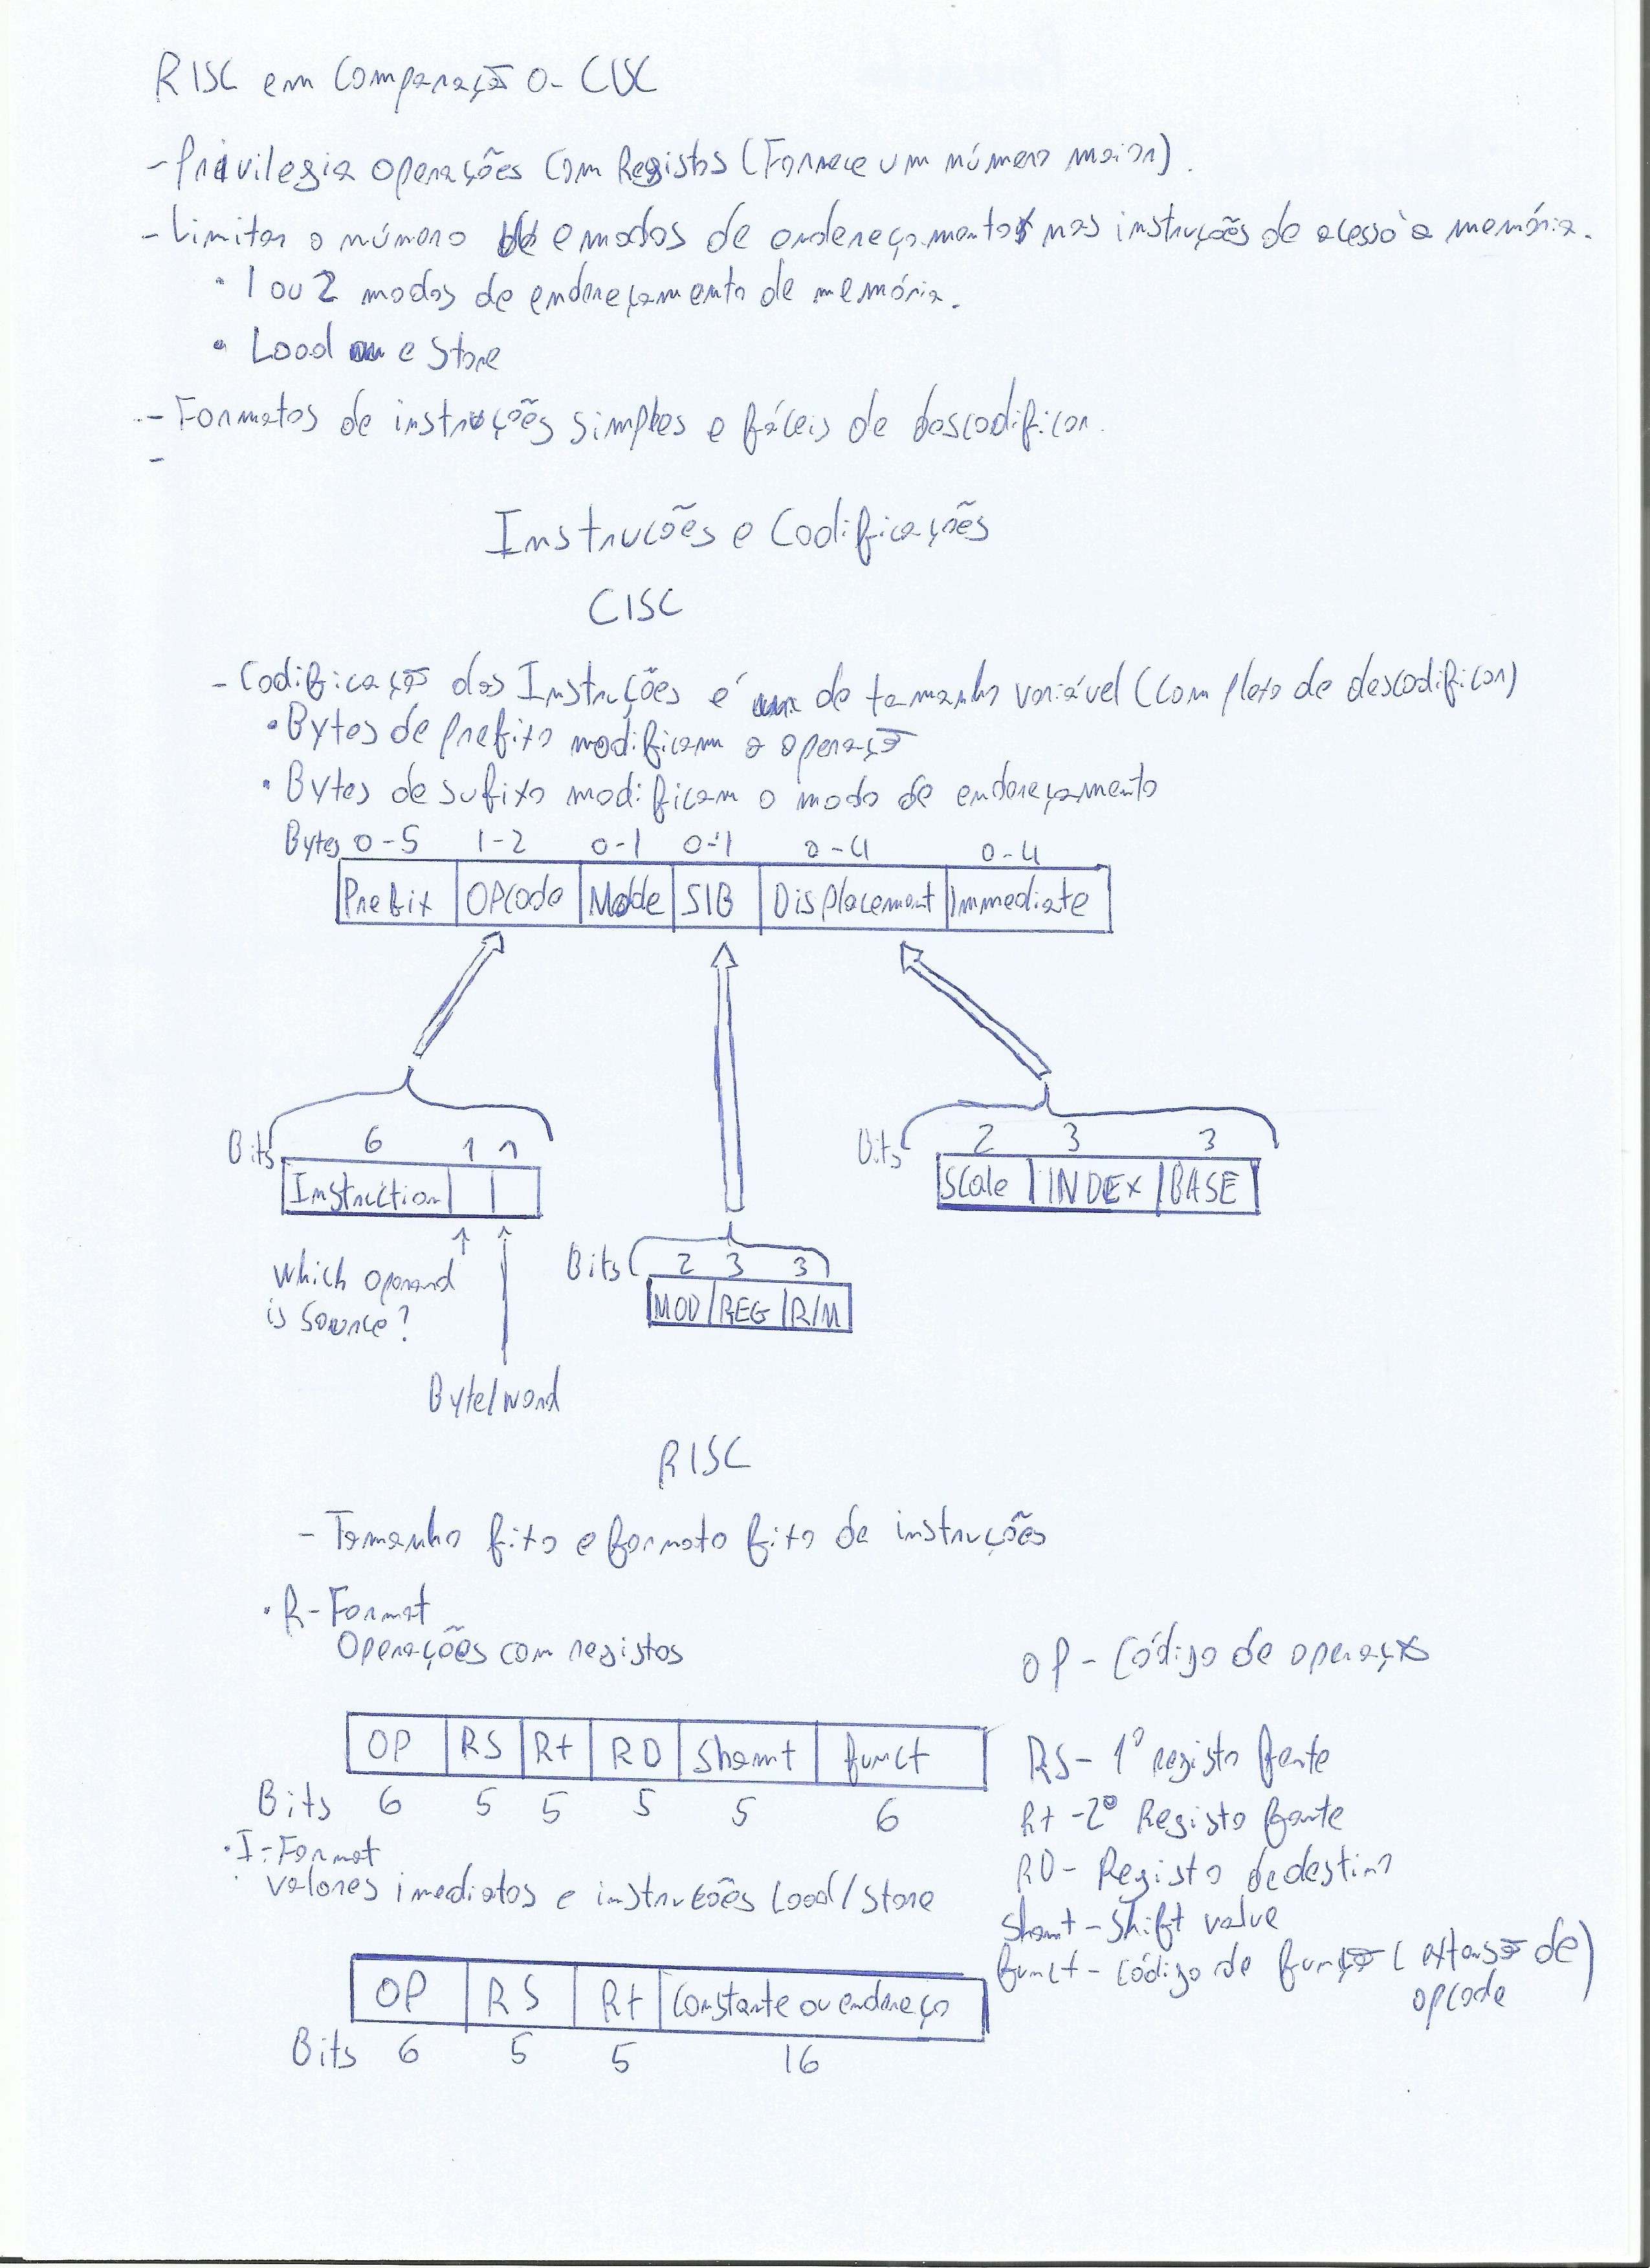 RISC em Comparação a CISC
- Privilegia operações com Registos (Fornece um número maior).
- Limitar o número e modos de endereçamento nas instruções de acesso à memória.
• 1 ou 2 modos de endereçamento de memória.
• Load e Store
- Formatos de instruções simples e fáceis de descodificar.
-
Instrucões e Codificações
CISC
- Codificação das Instruções é de tamanho variável (Complexo de descodificar)
• Bytes de prefixo modificam a operação
• Bytes de sufixo modificam o modo de endereçamento
Bytes 0-5 1-2 0-1 0-1 0-4 0-4
Prefix OPCode Mode SIB Displacement Immediate
Bits 6 1 1
Instruction
Which operand
is source?
Byte/word
Bits 2 3 3
MOD REG R/M
Bits 2 3 3
Scale INDEX BASE
RISC
- Tamanho fixo e formato fixo de instruções
• R-Format
Operações com registos
OP RS Rt RD Shamt funct
Bits 6 5 5 5 5 6
• I-Format
valores imediatos e instrucões Load/Store
OP RS Rt Constante ou endereço
Bits 6 5 5 16
OP - Código de operação
RS - 1º registo fonte
Rt - 2º Registo fonte
RD - Registo de destino
Shamt - Shift value
funct - Código de função (extensão de
opcode)